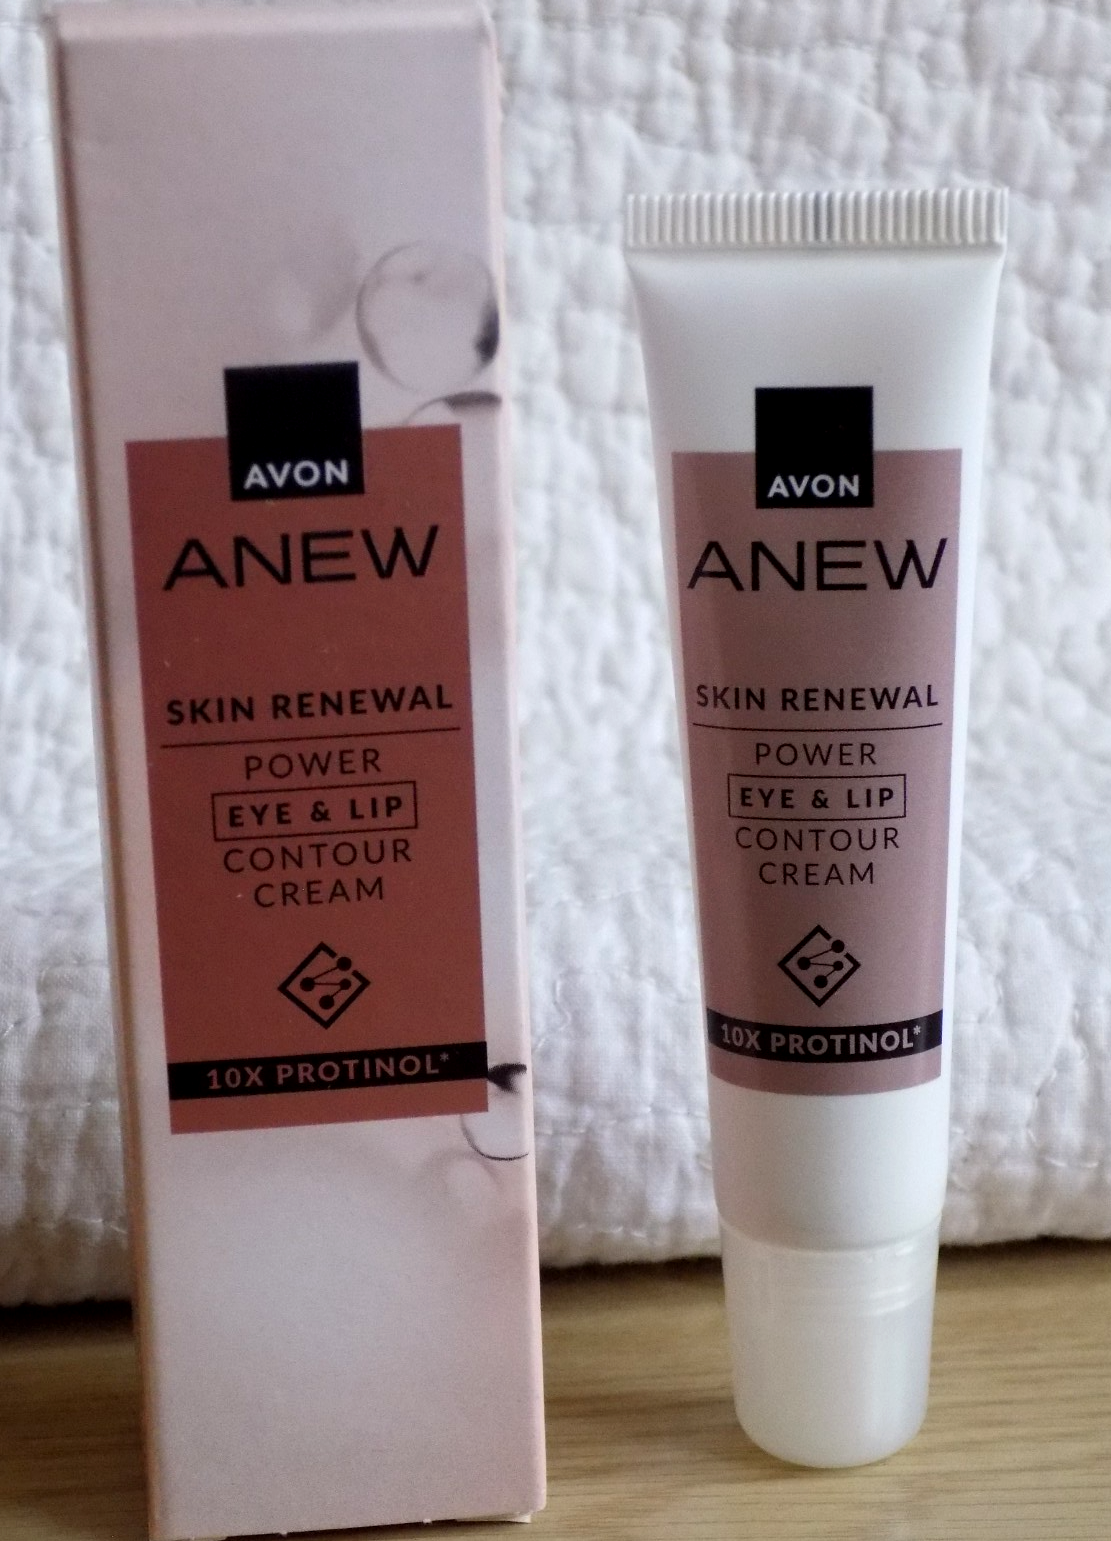 AVON
ANEW
SKIN RENEWAL
POWER
EYE & LIP
CONTOUR
CREAM
10X PROTINOL*
AVON
ANEW
SKIN RENEWAL
POWER
EYE & LIP
CONTOUR
CREAM
10X PROTINOL*